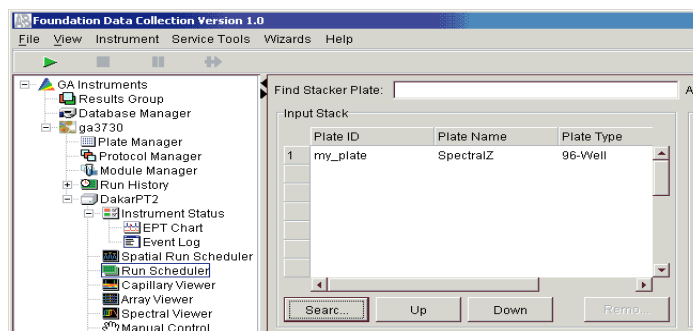 Foundation Data Collection Version 1.0
File View Instrument Service Tools Wizards Help
GA Instruments
Results Group
Database Manager
ga3730
Plate Manager
Protocol Manager
Module Manager
Run History
DakarPT2
Instrument Status
EPT Chart
Event Log
Spatial Run Scheduler
Run Scheduler
Capillary Viewer
Array Viewer
Spectral Viewer
Manual Control
Find Stacker Plate:
A
Input Stack
Plate ID Plate Name Plate Type
1 my_plate SpectralZ 96-Well
Searc... Up Down Remo...